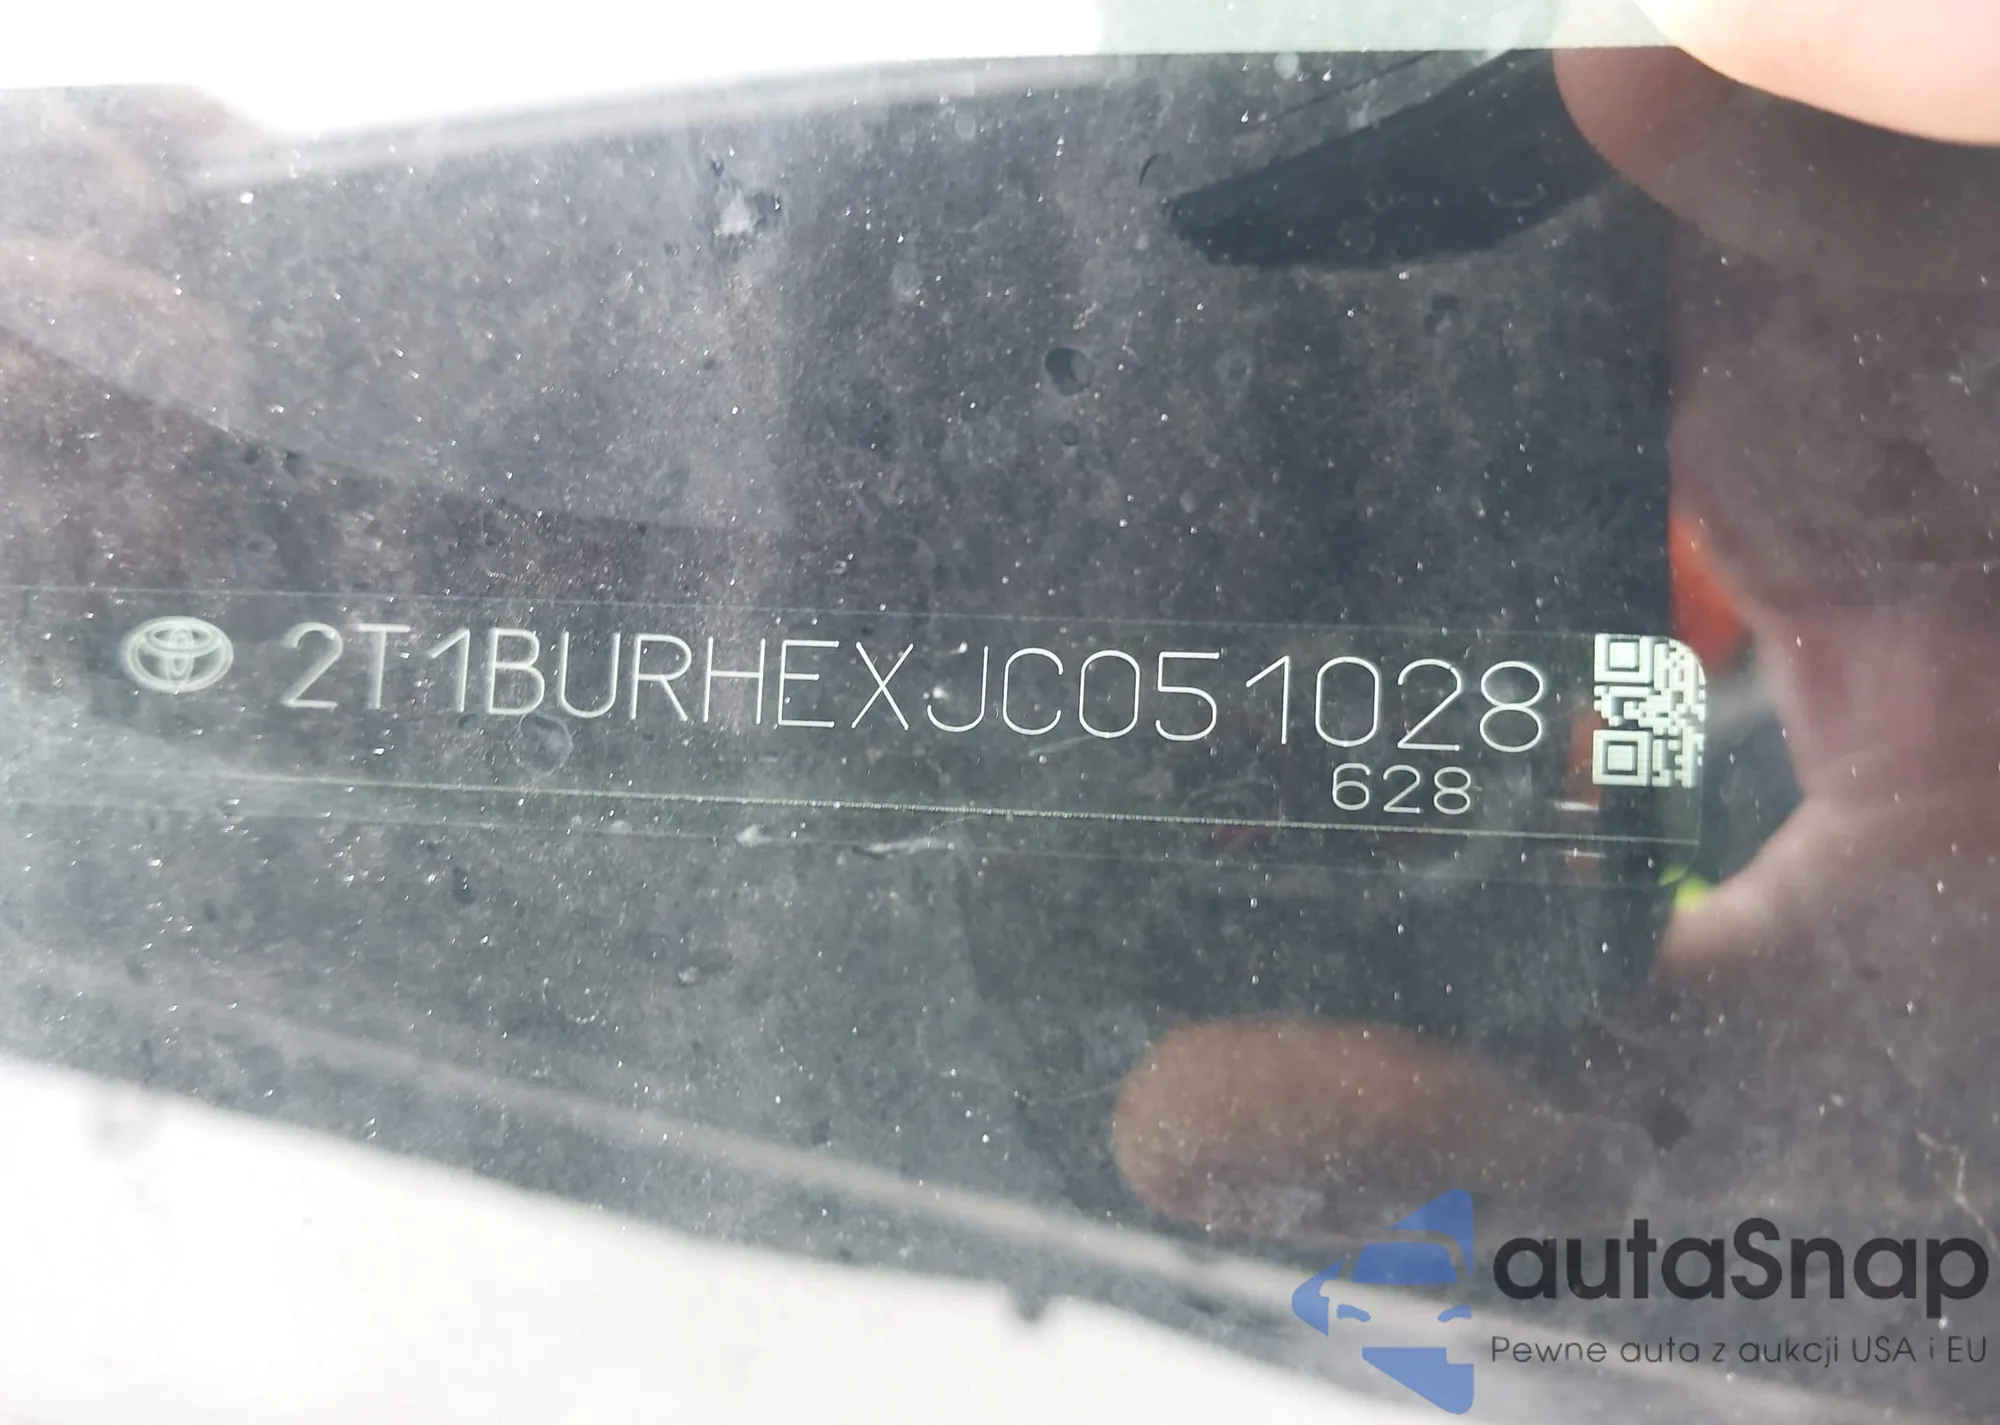 2T1BURHEXJC051028
628
autaSnap
Pewne auta z aukcji USA i EU